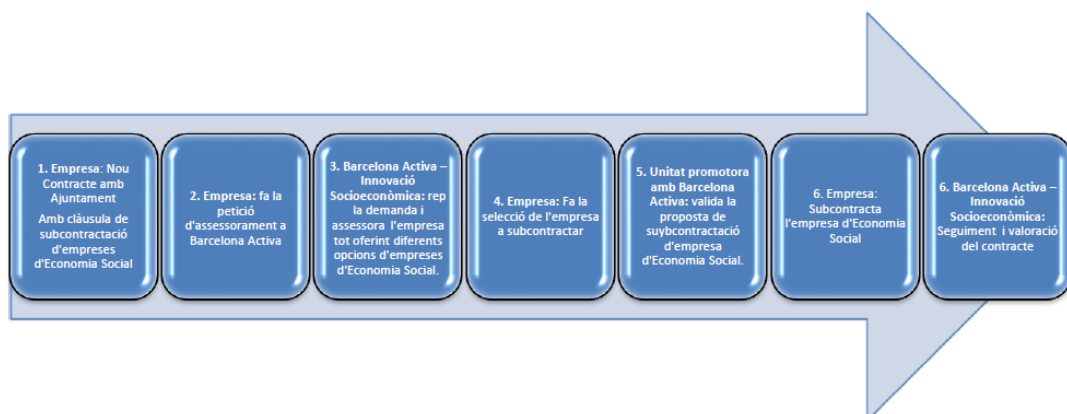 1. Empresa: Nou
Contracte amb
Ajuntament
Amb clàusula de
subcontractació
d'empreses
d'Economia Social
2. Empresa: fa la
petició
d'assessorament a
Barcelona Activa
3. Barcelona Activa –
Innovació
Socioeconòmica: rep
la demanda i
assessora l'empresa
tot oferint diferents
opcions d'empreses
d'Economia Social.
4. Empresa: Fa la
selecció de l'empresa
a subcontractar
5. Unitat promotora
amb Barcelona
Activa: valida la
proposta de
suybcontractació
d'empresa
d'Economia Social.
6. Empresa:
Subcontracta
l'empresa d'Economia
Social
6. Barcelona Activa –
Innovació
Socioeconòmica:
Seguiment i valoració
del contracte